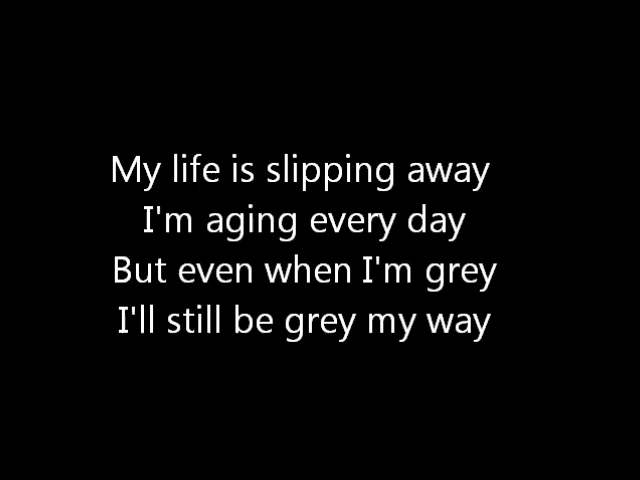 My life is slipping away
I'm aging every day
But even when I'm grey
I'll still be grey my way